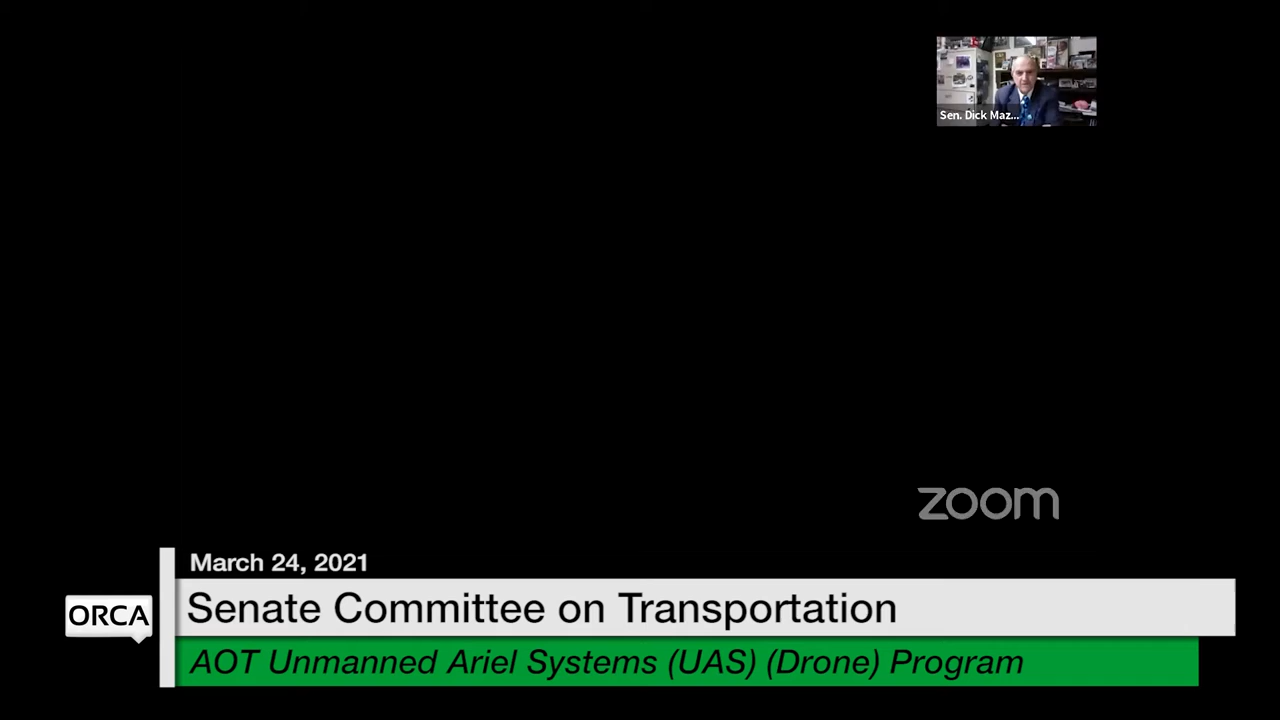 Sen. Dick Maz...
zoom
March 24, 2021
Senate Committee on Transportation
ORCA
AOT Unmanned Ariel Systems (UAS) (Drone) Program